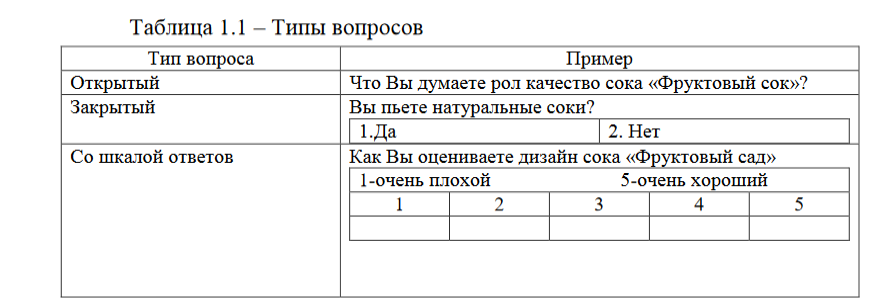 Таблица 1.1 – Типы вопросов
Тип вопроса Пример
Открытый Что Вы думаете рол качество сока «Фруктовый сок»?
Закрытый Вы пьете натуральные соки?
1.Да 2. Нет
Со шкалой ответов Как Вы оцениваете дизайн сока «Фруктовый сад»
1-очень плохой 5-очень хороший
1 2 3 4 5